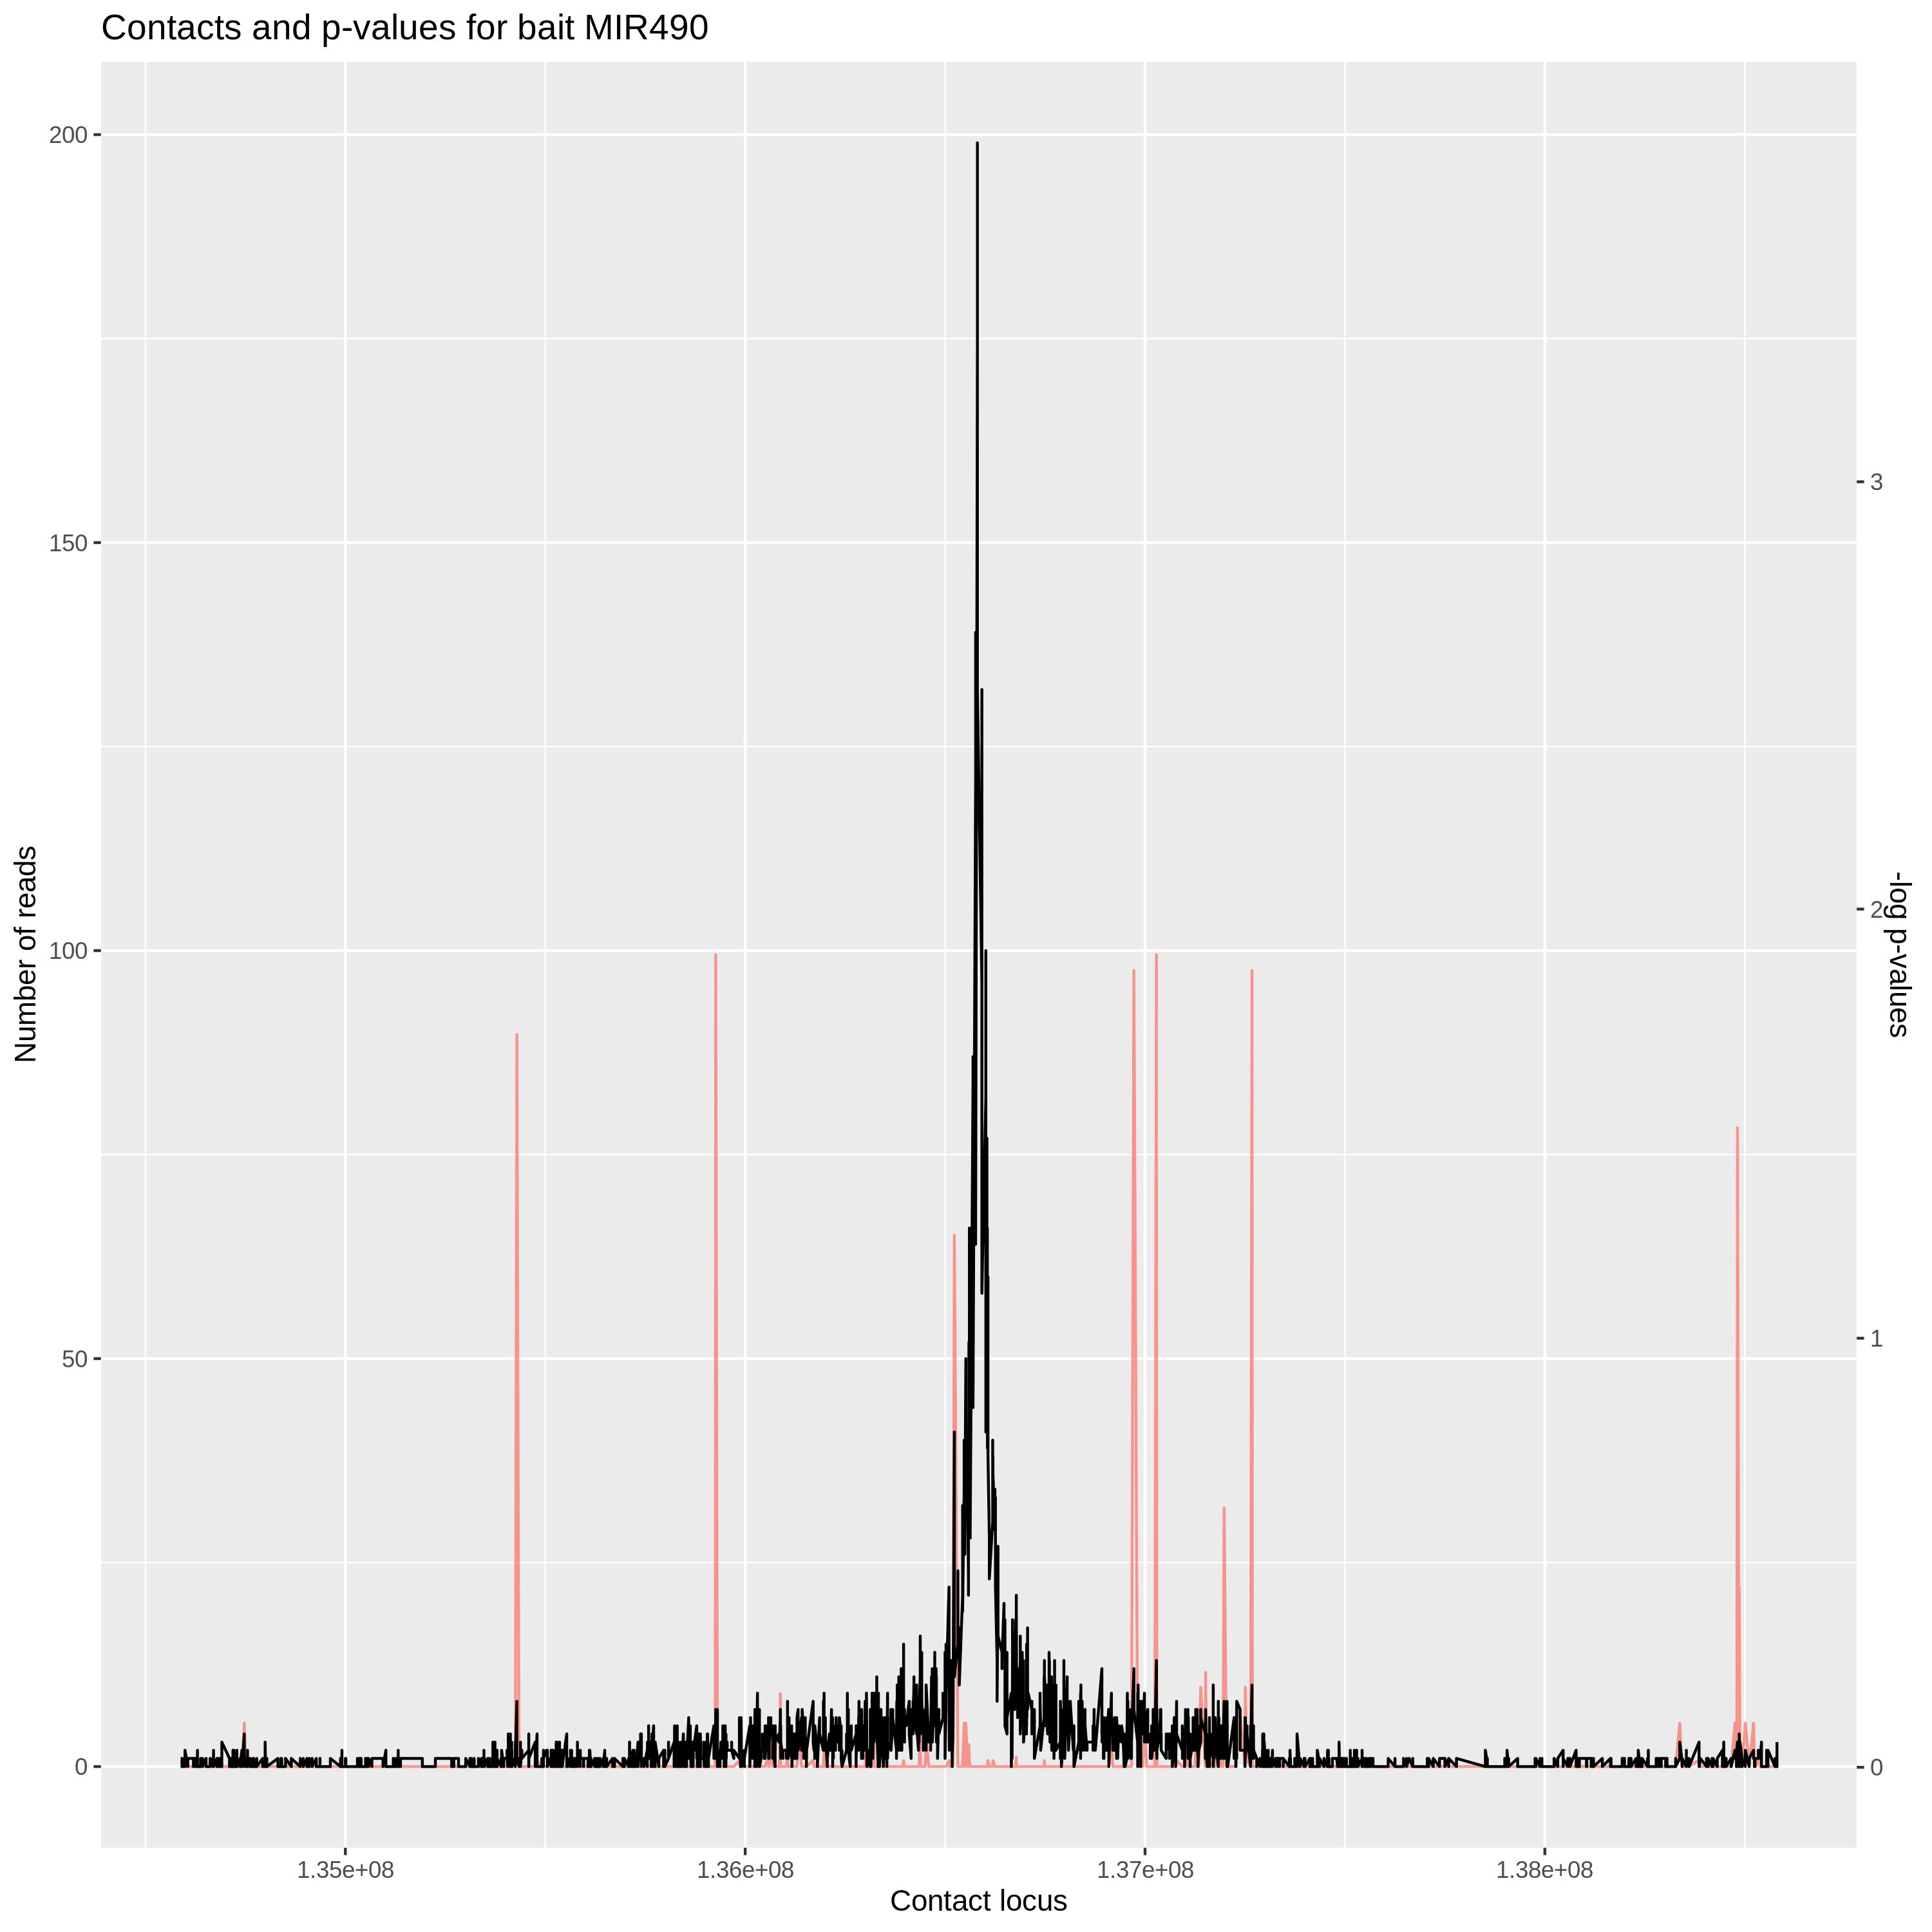 Contacts and p-values for bait MIR490
200
150
100
50
0
Number of reads
3
2
1
0
-log p-values
1.35e+08
1.36e+08
1.37e+08
1.38e+08
Contact locus